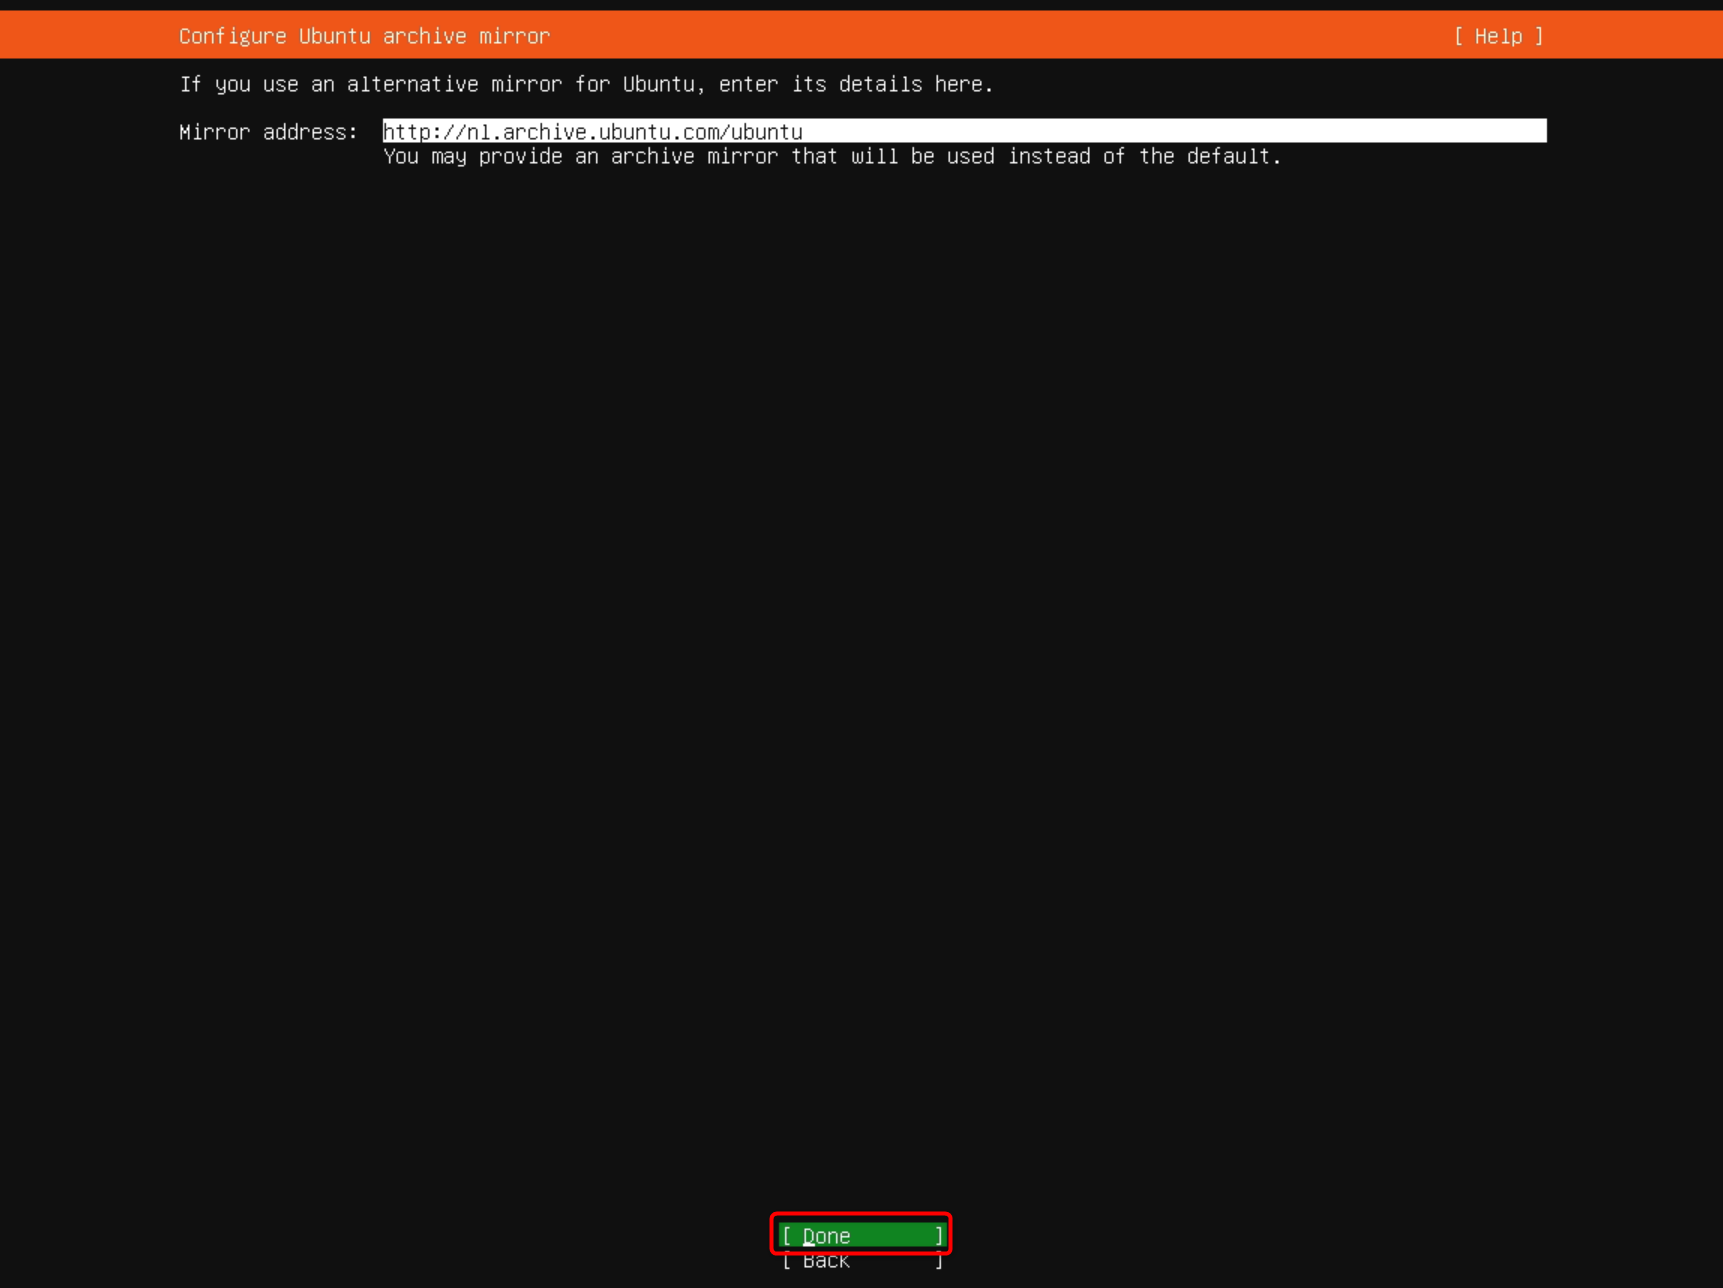 Configure Ubuntu archive mirror [ Help ]
If you use an alternative mirror for Ubuntu, enter its details here.
Mirror address: http://nl.archive.ubuntu.com/ubuntu
You may provide an archive mirror that will be used instead of the default.
[ Done ]
[ Back ]